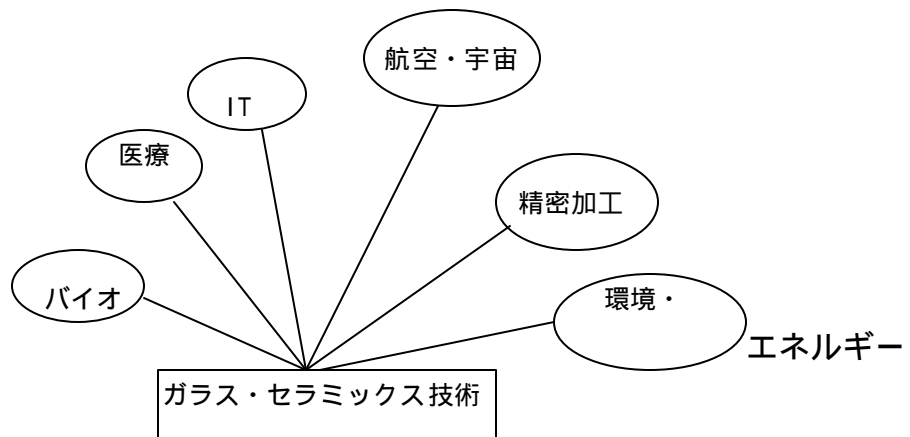 航空・宇宙
IT
医療
精密加工
バイオ
環境・
エネルギー
ガラス・セラミックス技術